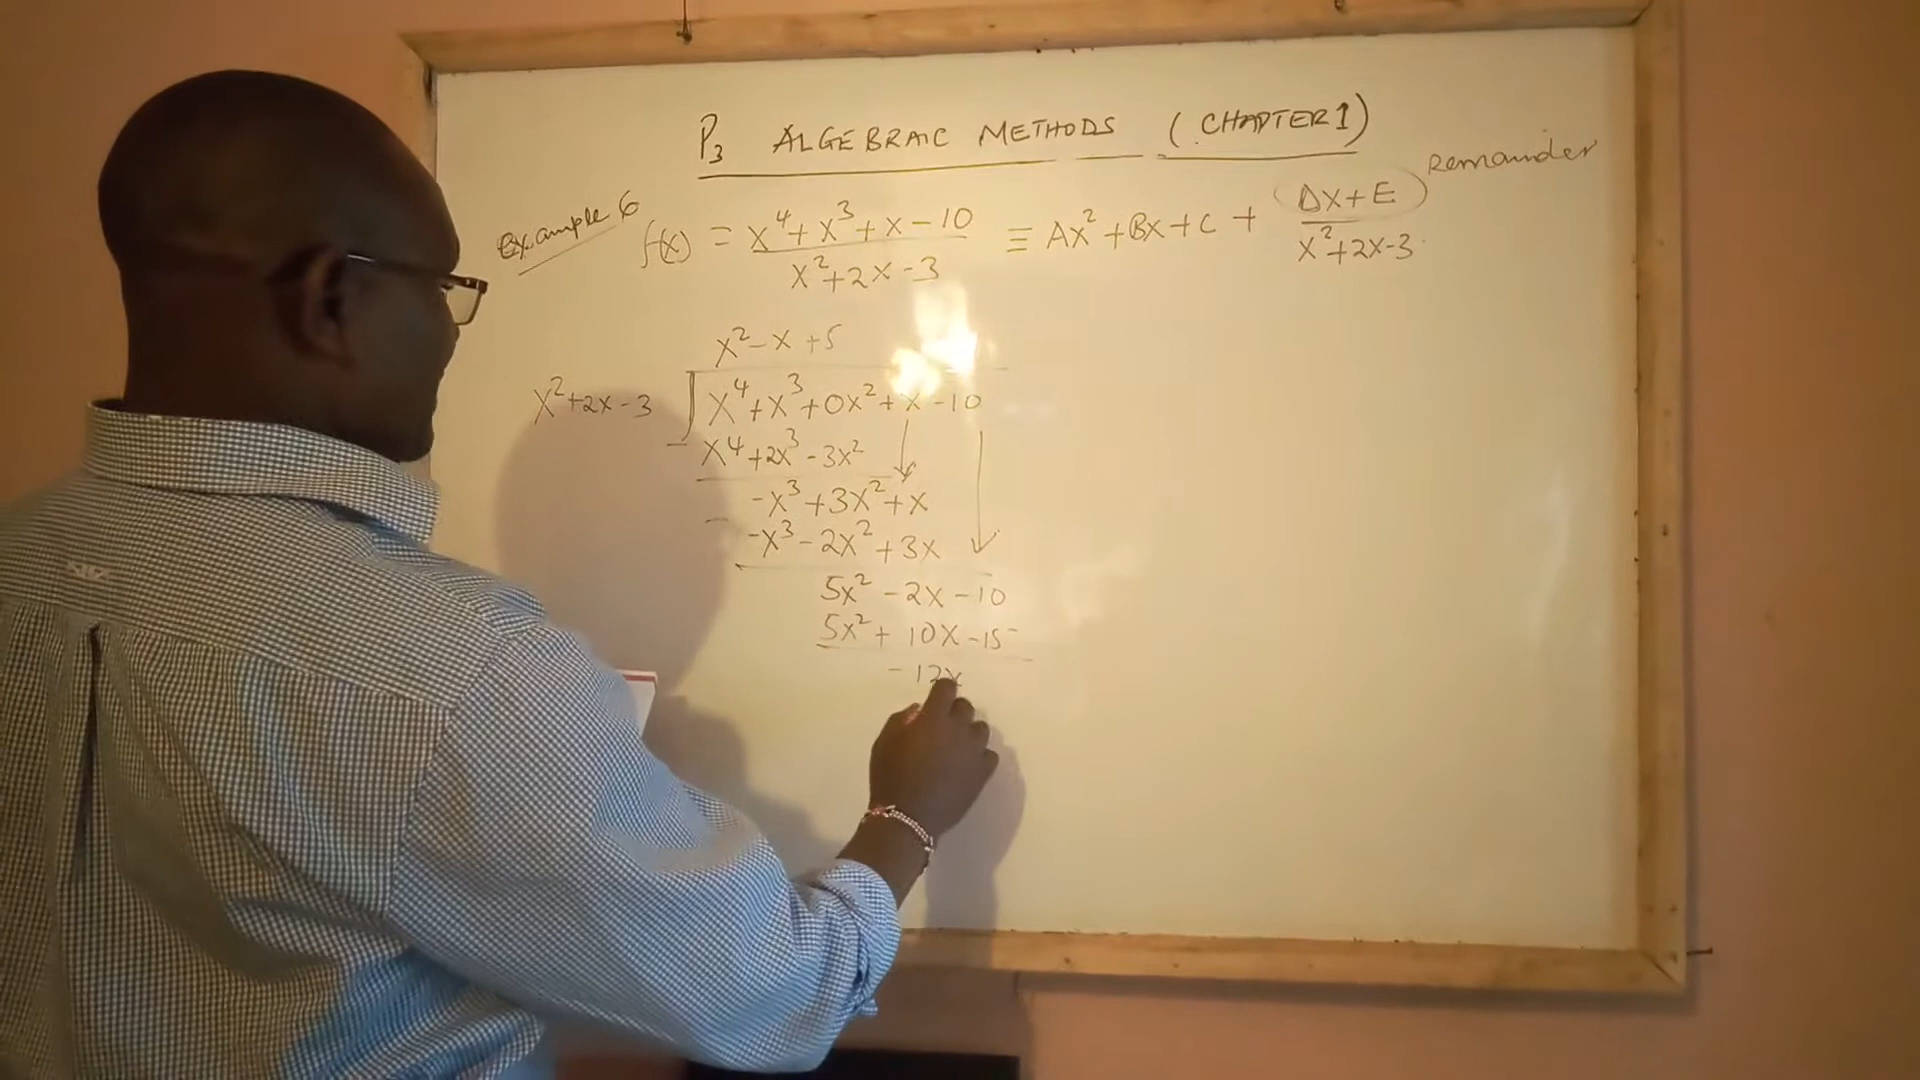 P₃ ALGEBRAIC METHODS (CHAPTER 1)
Remainder
example 6
f(x) = x⁴+x³+x-10 / x²+2x-3 ≡ Ax²+Bx+C + Dx+E / x²+2x-3
x²-x+5
x²+2x-3 x⁴+x³+0x²+x-10
- x⁴+2x³-3x²
-x³+3x²+x
- -x³-2x²+3x
5x²-2x-10
5x²+10x-15
-12x